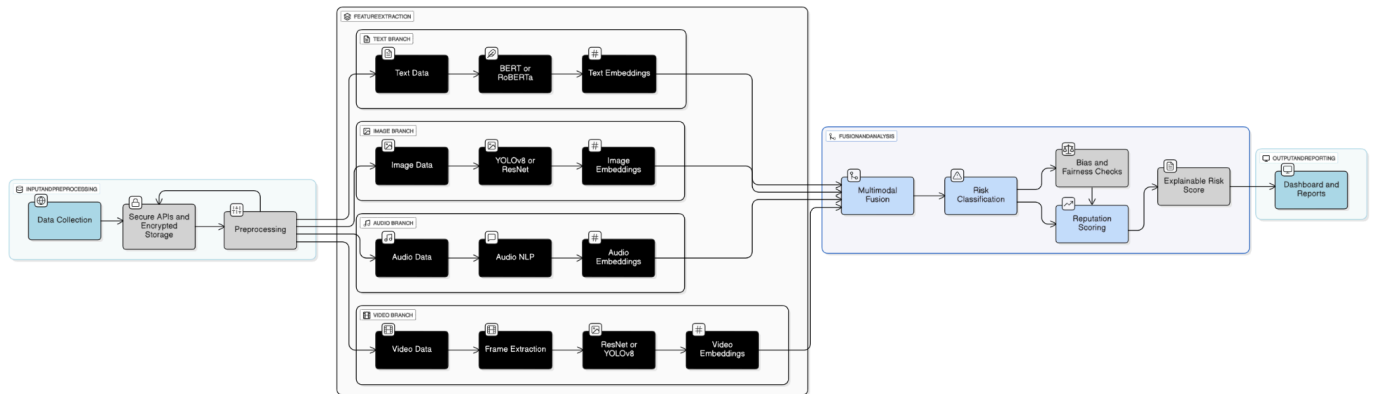 FEATUREEXTRACTION
TEXT BRANCH
Text Data
BERT or
RoBERTa
Text Embeddings
IMAGE BRANCH
Image Data
YOLOv8 or
ResNet
Image
Embeddings
AUDIO BRANCH
Audio Data
Audio NLP
Audio
Embeddings
VIDEO BRANCH
Video Data
Frame Extraction
ResNet or
YOLOv8
Video
Embeddings
INPUTANDPREPROCESSING
Data Collection
Secure APIs and
Encrypted
Storage
Preprocessing
FUSIONANDANALYSIS
Multimodal
Fusion
Risk
Classification
Bias and
Fairness Checks
Reputation
Scoring
Explainable Risk
Score
OUTPUTANDREPORTING
Dashboard and
Reports